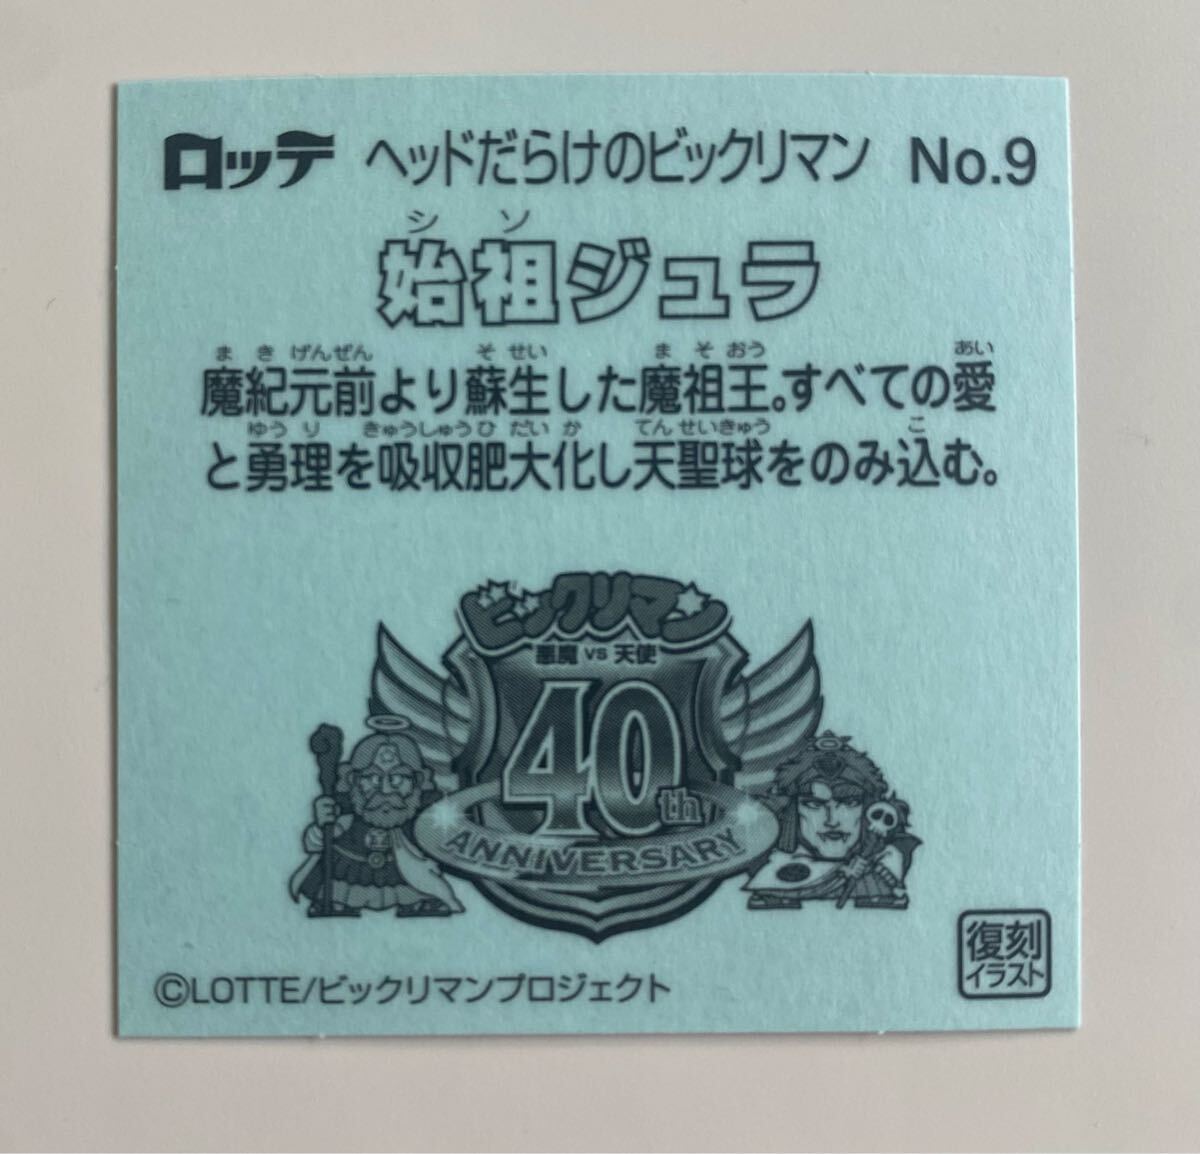 ロッテ ヘッドだらけのビックリマン No.9
シソ
始祖ジュラ
まきげんぜん そせい まそおう あい
魔紀元前より蘇生した魔祖王。すべての愛
ゆうり きゅうしゅうひだいか てんせいきゅう こ
と勇理を吸収肥大化し天聖球をのみ込む。
ビックリマン
悪魔 VS 天使
40th
ANNIVERSARY
復刻
イラスト
©LOTTE/ビックリマンプロジェクト